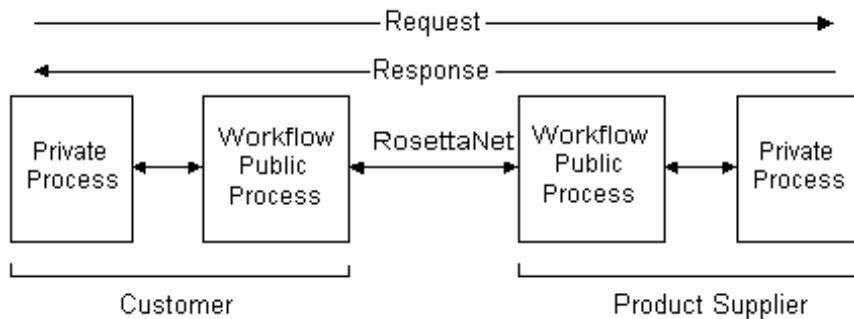 Request
Response
Private
Process
Workflow
Public
Process
RosettaNet
Workflow
Public
Process
Private
Process
Customer
Product Supplier